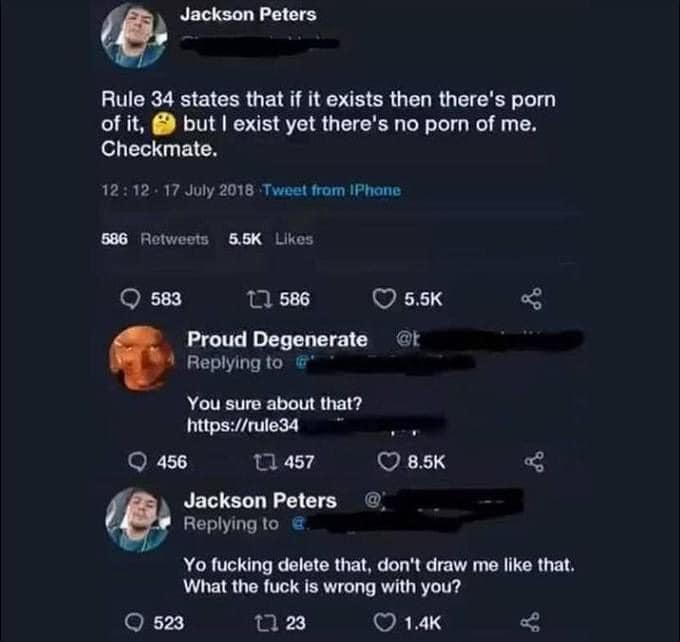 Jackson Peters
Rule 34 states that if it exists then there's porn
of it, 🤔 but I exist yet there's no porn of me.
Checkmate.
12 : 12 · 17 July 2018 ·Tweet from IPhone
586 Retweets 5.5K Likes
583 586 5.5K
Proud Degenerate
Replying to
You sure about that?
https://rule34
456 457 8.5K
Jackson Peters @
Replying to @
Yo fucking delete that, don't draw me like that.
What the fuck is wrong with you?
523 23 1.4K